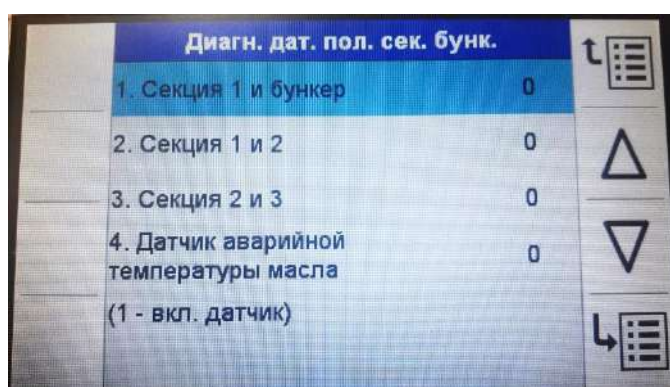 Диагн. дат. пол. сек. бунк.
1. Секция 1 и бункер 0
2. Секция 1 и 2 0
3. Секция 2 и 3 0
4. Датчик аварийной
температуры масла 0
(1 - вкл. датчик)